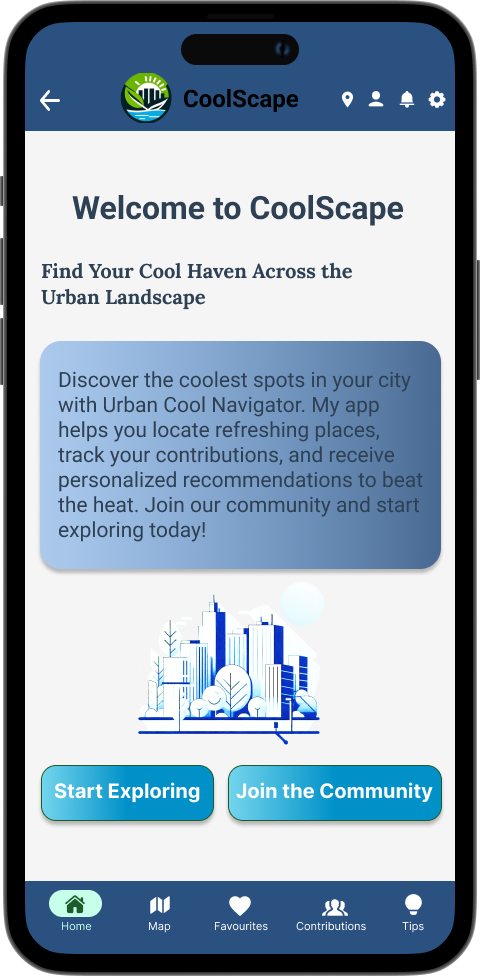 CoolScape
Welcome to CoolScape
Find Your Cool Haven Across the
Urban Landscape
Discover the coolest spots in your city
with Urban Cool Navigator. My app
helps you locate refreshing places,
track your contributions, and receive
personalized recommendations to beat
the heat. Join our community and start
exploring today!
Start Exploring
Join the Community
Home
Map
Favourites
Contributions
Tips